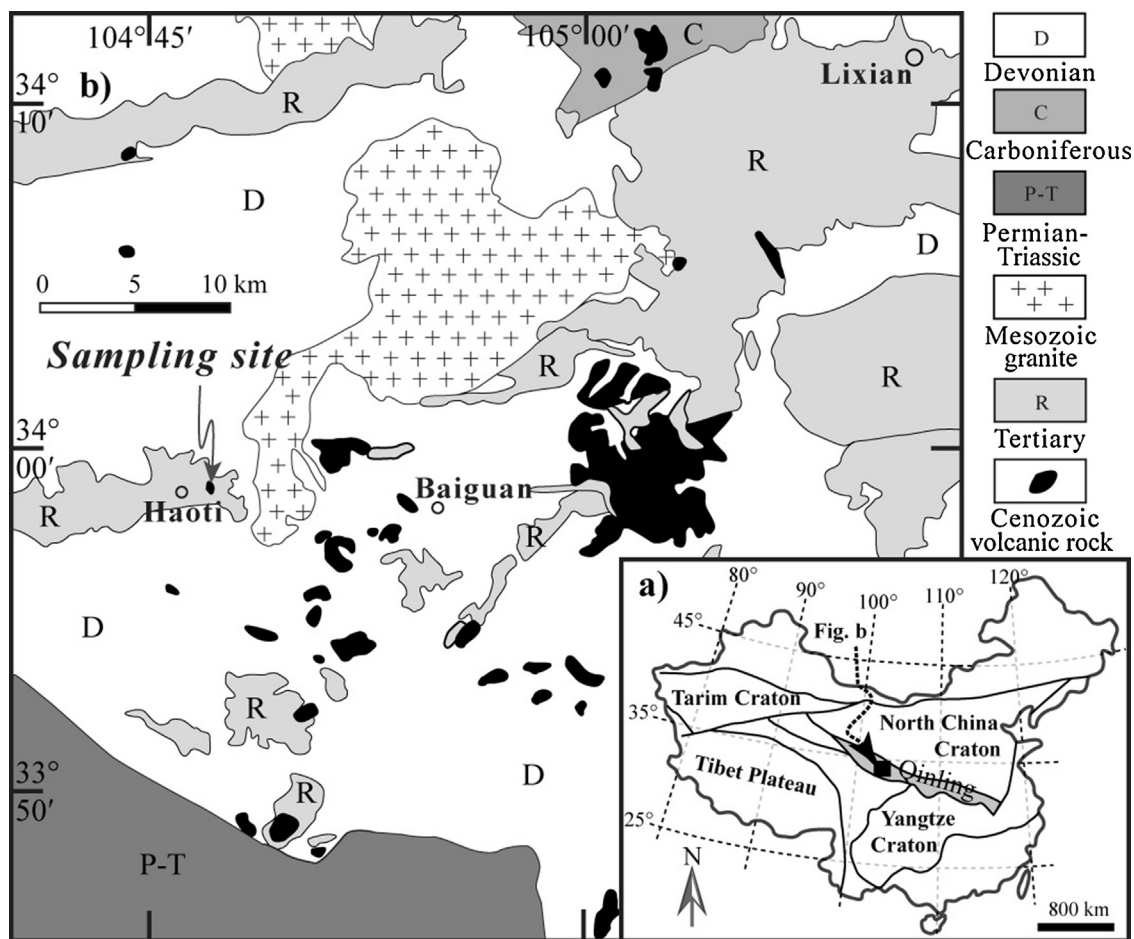 104° 45′
105° 00′
b)
C
Lixian
34°
10′
R
R
D
D
0 5 10 km
Sampling site
R
R
34°
00′
Baiguan
R
Haoti
R
D
R
D
33°
50′
R
P-T
D
Devonian
C
Carboniferous
P-T
Permian-
Triassic
Mesozoic
granite
R
Tertiary
Cenozoic
volcanic rock
a)
80°
90°
100°
110°
120°
45°
Fig. b
Tarim Craton
35°
North China
Craton
Tibet Plateau
Qinling
Yangtze
Craton
25°
N
800 km